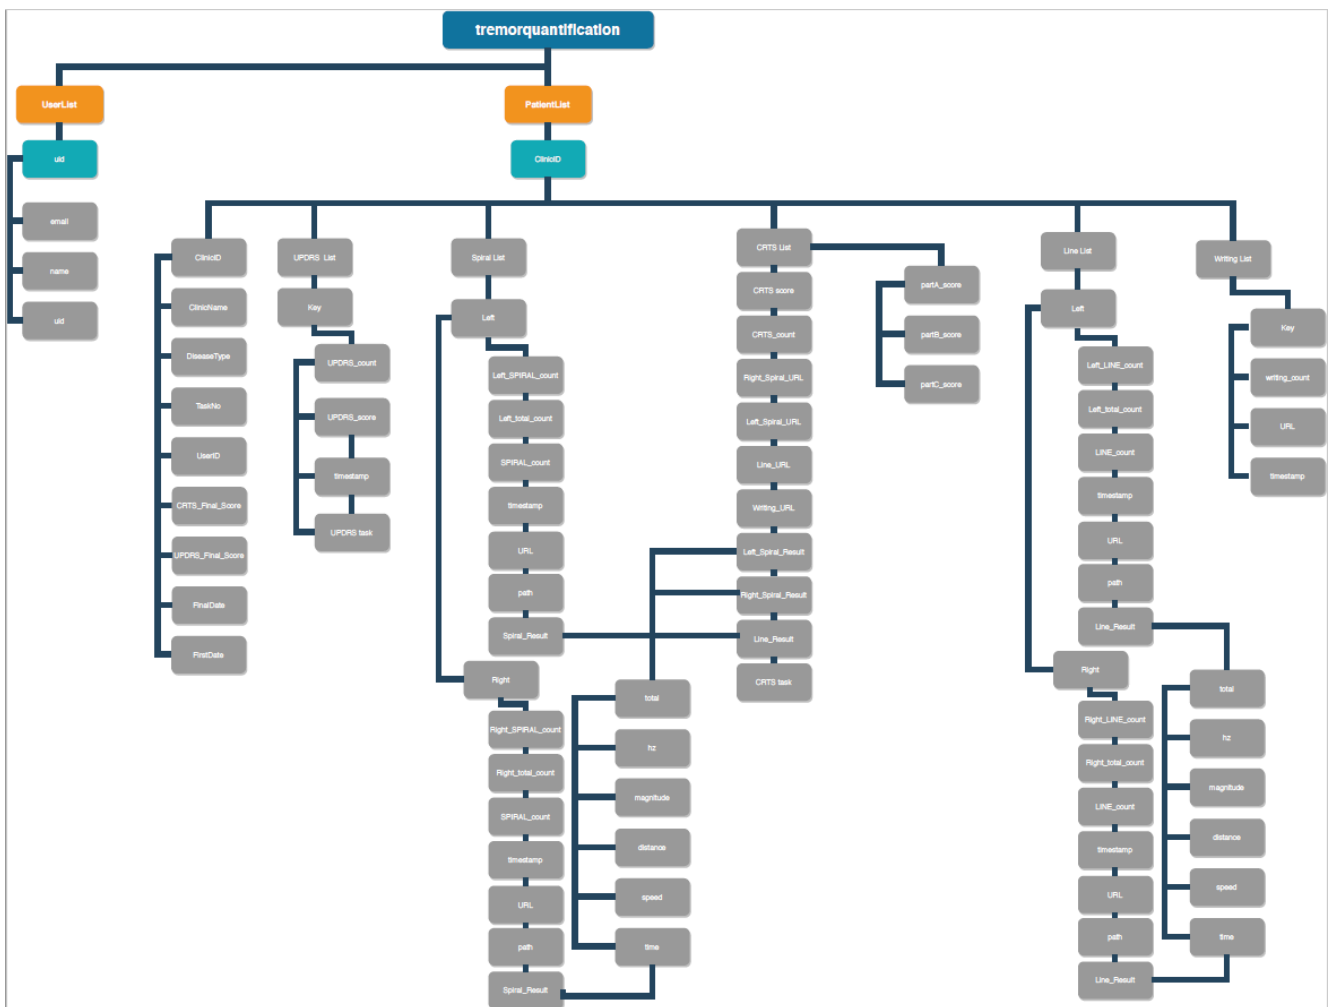 tremorquantification
UserList
PatientList
uid
ClinicID
email
name
uid
ClinicID
ClinicName
DiseaseType
TaskNo
UserID
CRTS_Final_Score
UPDRS_Final_Score
FinalDate
FirstDate
UPDRS List
Key
UPDRS_count
UPDRS_score
timestamp
UPDRS task
Spiral List
Left
Left_SPIRAL_count
Left_total_count
SPIRAL_count
timestamp
URL
path
Spiral_Result
Right
Right_SPIRAL_count
Right_total_count
SPIRAL_count
timestamp
URL
path
Spiral_Result
total
hz
magnitude
distance
speed
time
CRTS List
CRTS score
CRTS_count
Right_Spiral_URL
Left_Spiral_URL
Line_URL
Writing_URL
Left_Spiral_Result
Right_Spiral_Result
Line_Result
CRTS task
partA_score
partB_score
partC_score
Line List
Left
Left_LINE_count
Left_total_count
LINE_count
timestamp
URL
path
Line_Result
Right
Right_LINE_count
Right_total_count
LINE_count
timestamp
URL
path
Line_Result
total
hz
magnitude
distance
speed
time
Writing List
Key
writing_count
URL
timestamp